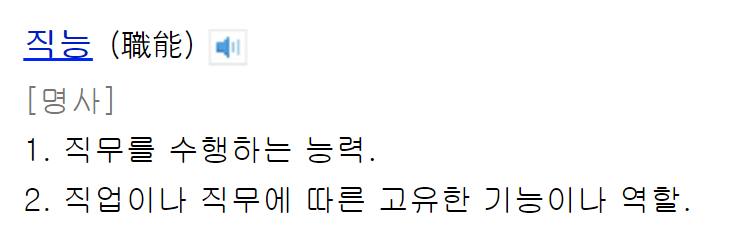 직능 (職能)
[명사]
1. 직무를 수행하는 능력.
2. 직업이나 직무에 따른 고유한 기능이나 역할.